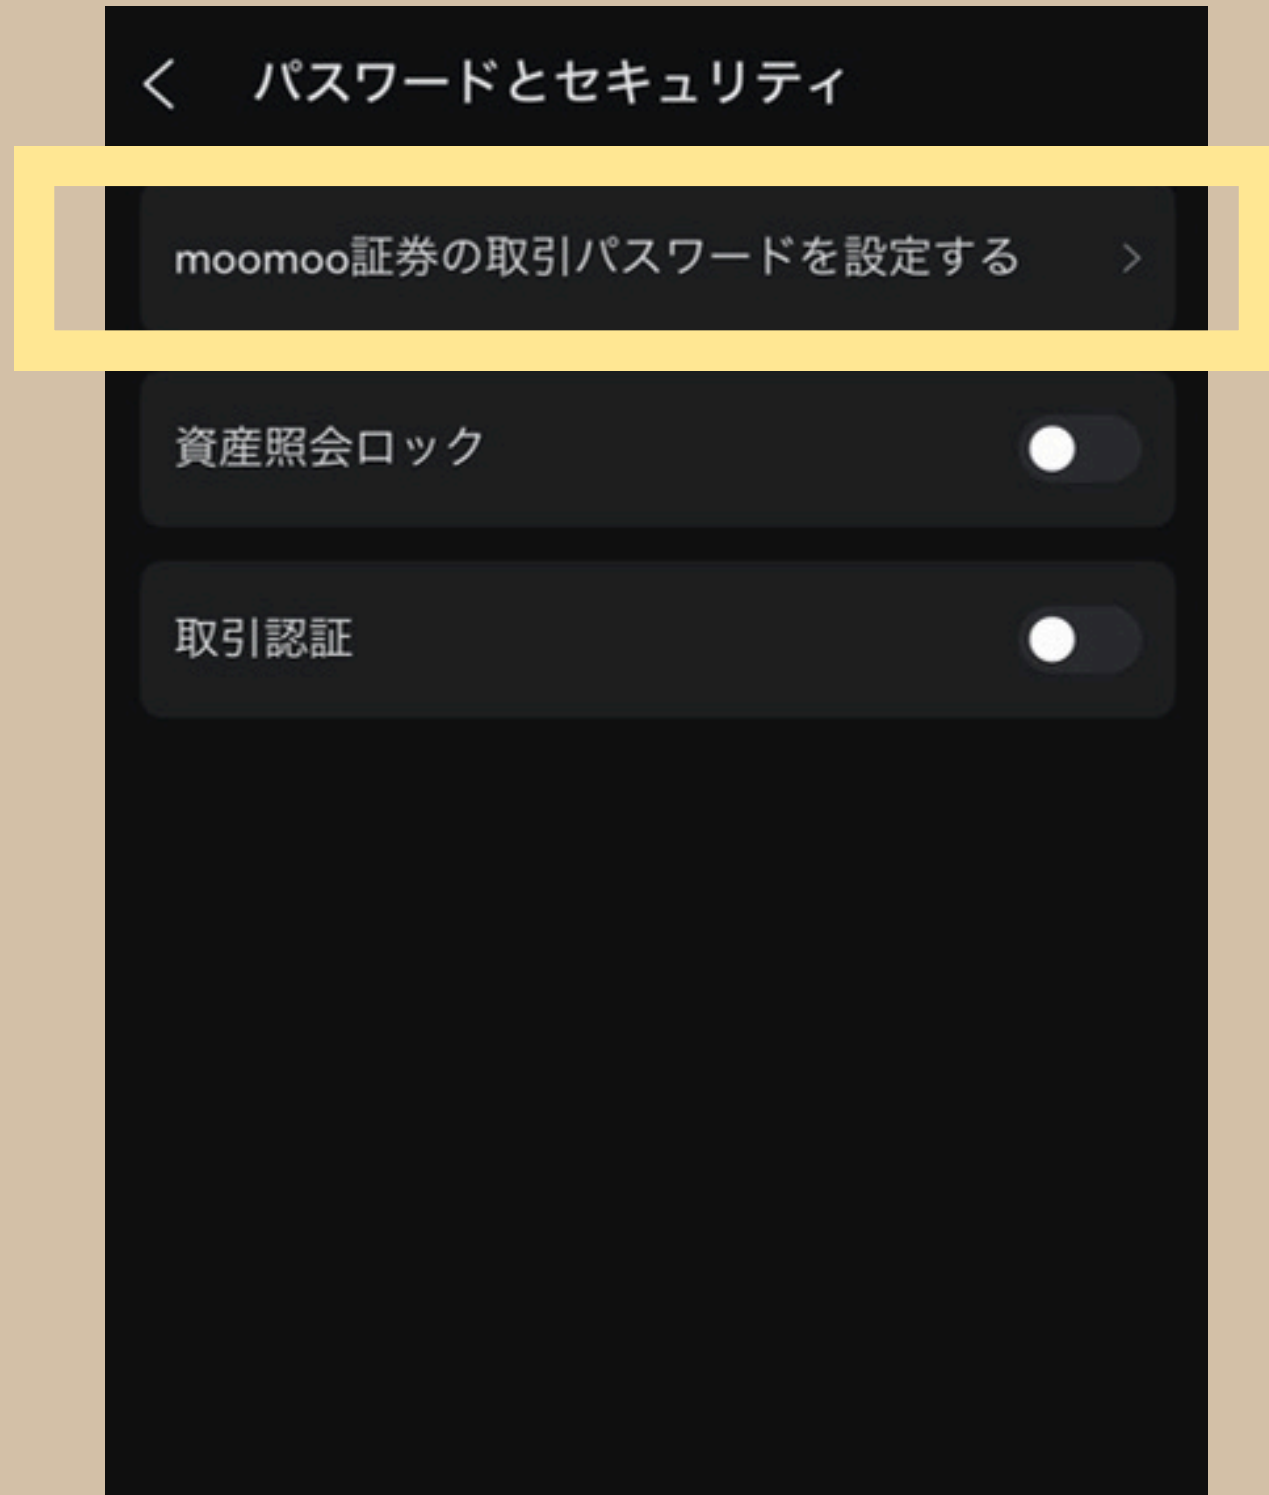 パスワードとセキュリティ
moomoo証券の取引パスワードを設定する
資産照会ロック
取引認証